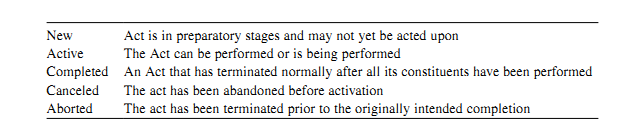 New Act is in preparatory stages and may not yet be acted upon
Active The Act can be performed or is being performed
Completed An Act that has terminated normally after all its constituents have been performed
Canceled The act has been abandoned before activation
Aborted The act has been terminated prior to the originally intended completion